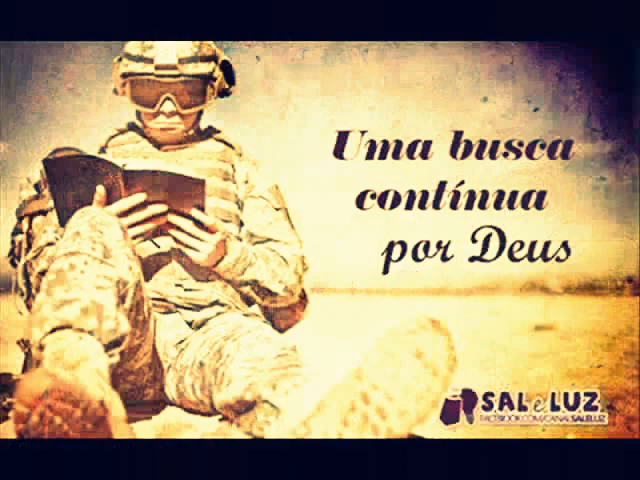 Uma busca
contínua
por Deus
SAL e LUZ
FACEBOOK.COM/CANALSALELUZ